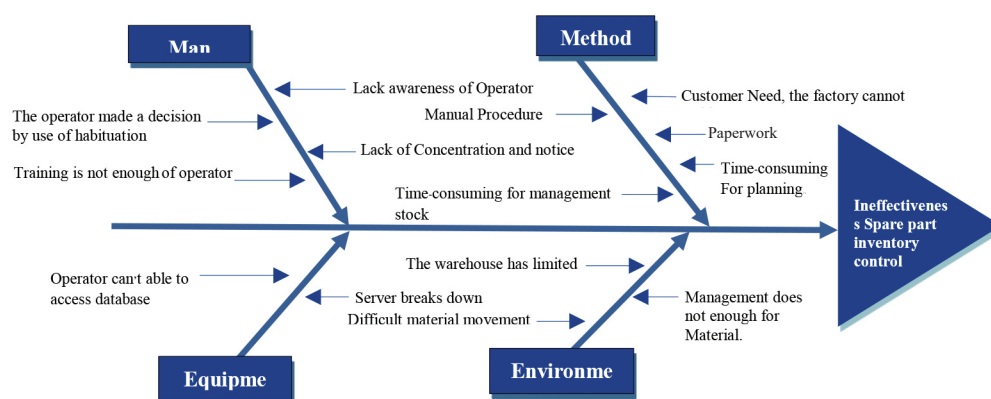 Man
Method
Lack awareness of Operator
Customer Need, the factory cannot
The operator made a decision
by use of habituation
Manual Procedure
Paperwork
Lack of Concentration and notice
Training is not enough of operator
Time-consuming
For planning
Time-consuming for management
stock
Ineffectivenes
s Spare part
inventory
control
The warehouse has limited
Operator can't able to
access database
Server breaks down
Management does
not enough for
Material.
Difficult material movement
Equipme
Environme